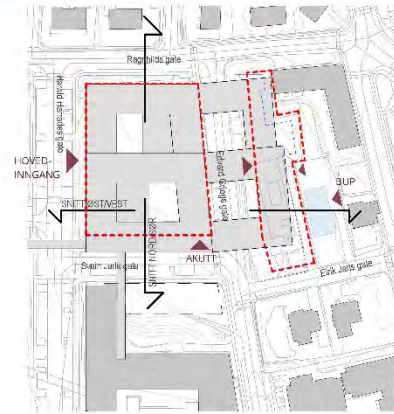 Ragnhilds gate
Harald Hårfagres gate
HOVED-
INNGANG
Edvard Griegs gate
BUP
SNITT ØST/VEST
SNITT NORD/SØR
AKUTT
Svein Jarls gate
Eirik Jarls gate